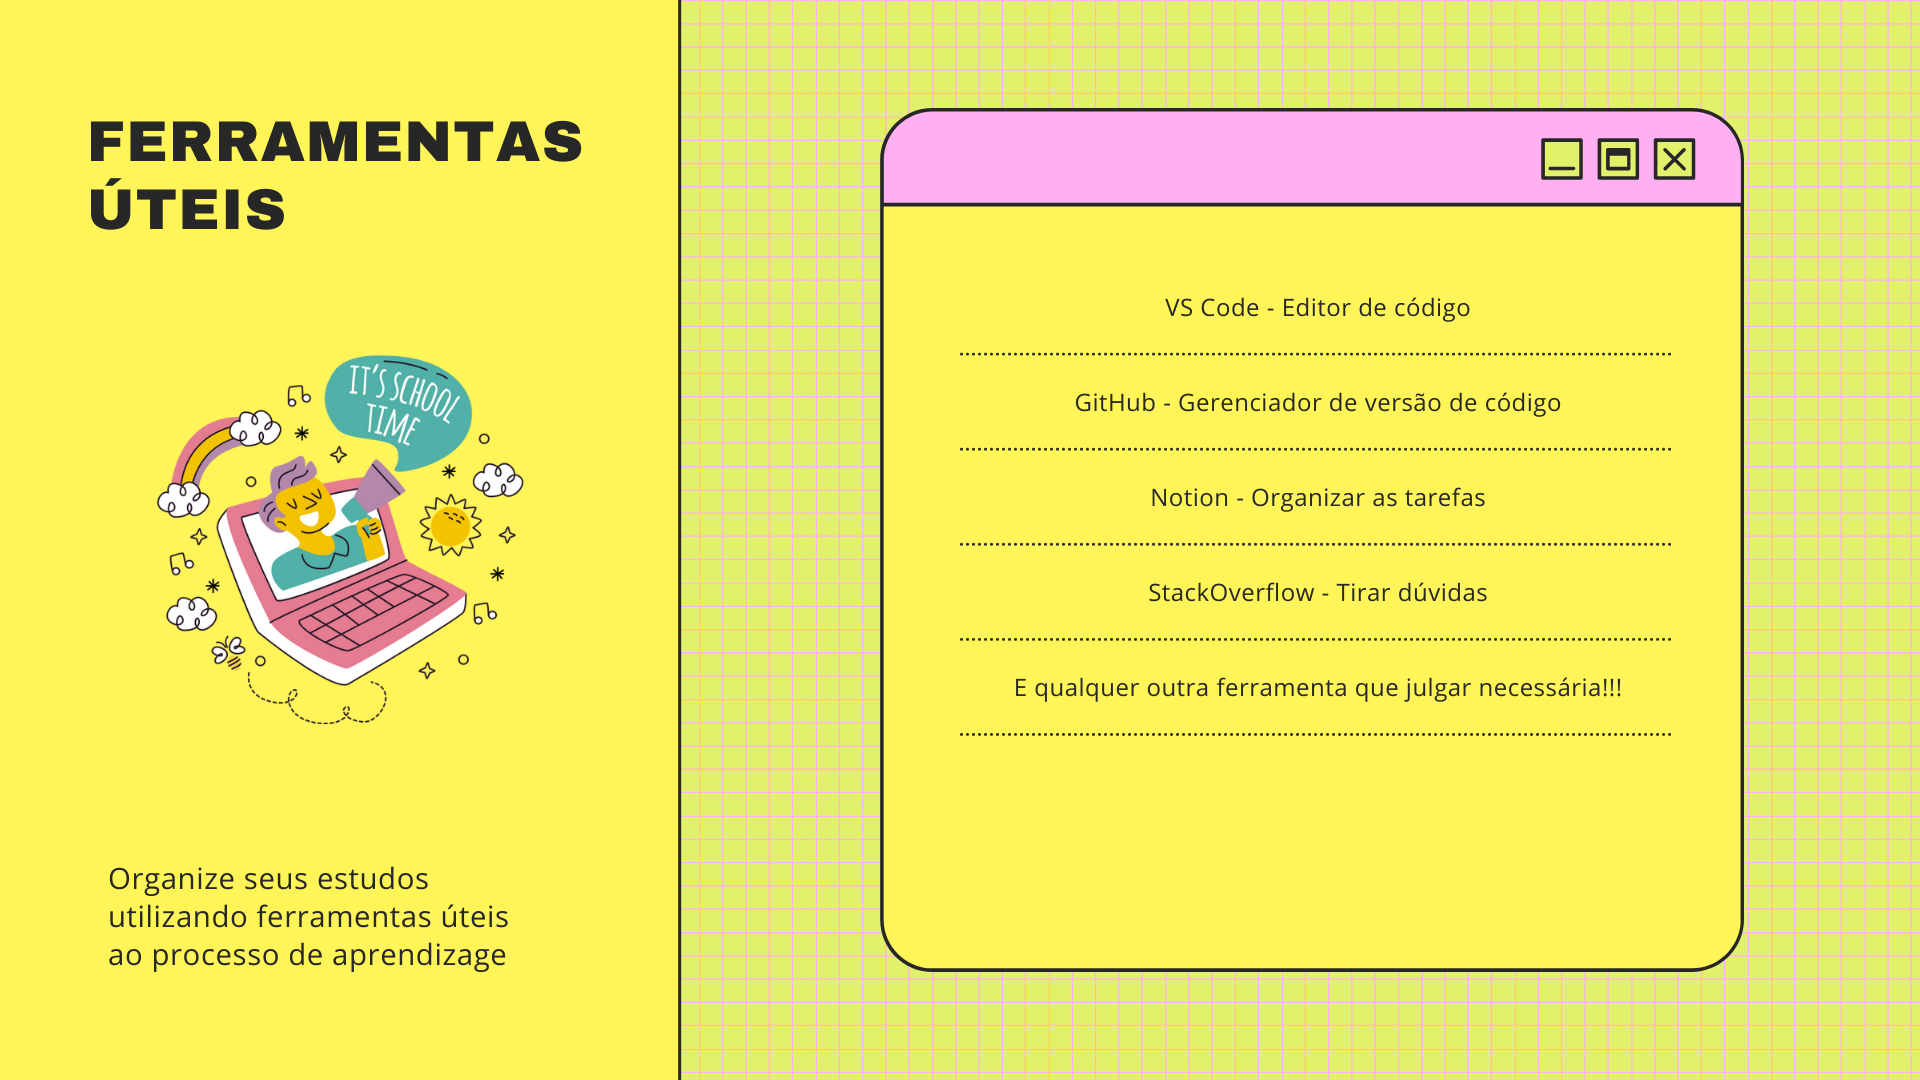 FERRAMENTAS
ÚTEIS
IT'S SCHOOL
TIME
Organize seus estudos
utilizando ferramentas úteis
ao processo de aprendizage
VS Code - Editor de código
GitHub - Gerenciador de versão de código
Notion - Organizar as tarefas
StackOverflow - Tirar dúvidas
E qualquer outra ferramenta que julgar necessária!!!